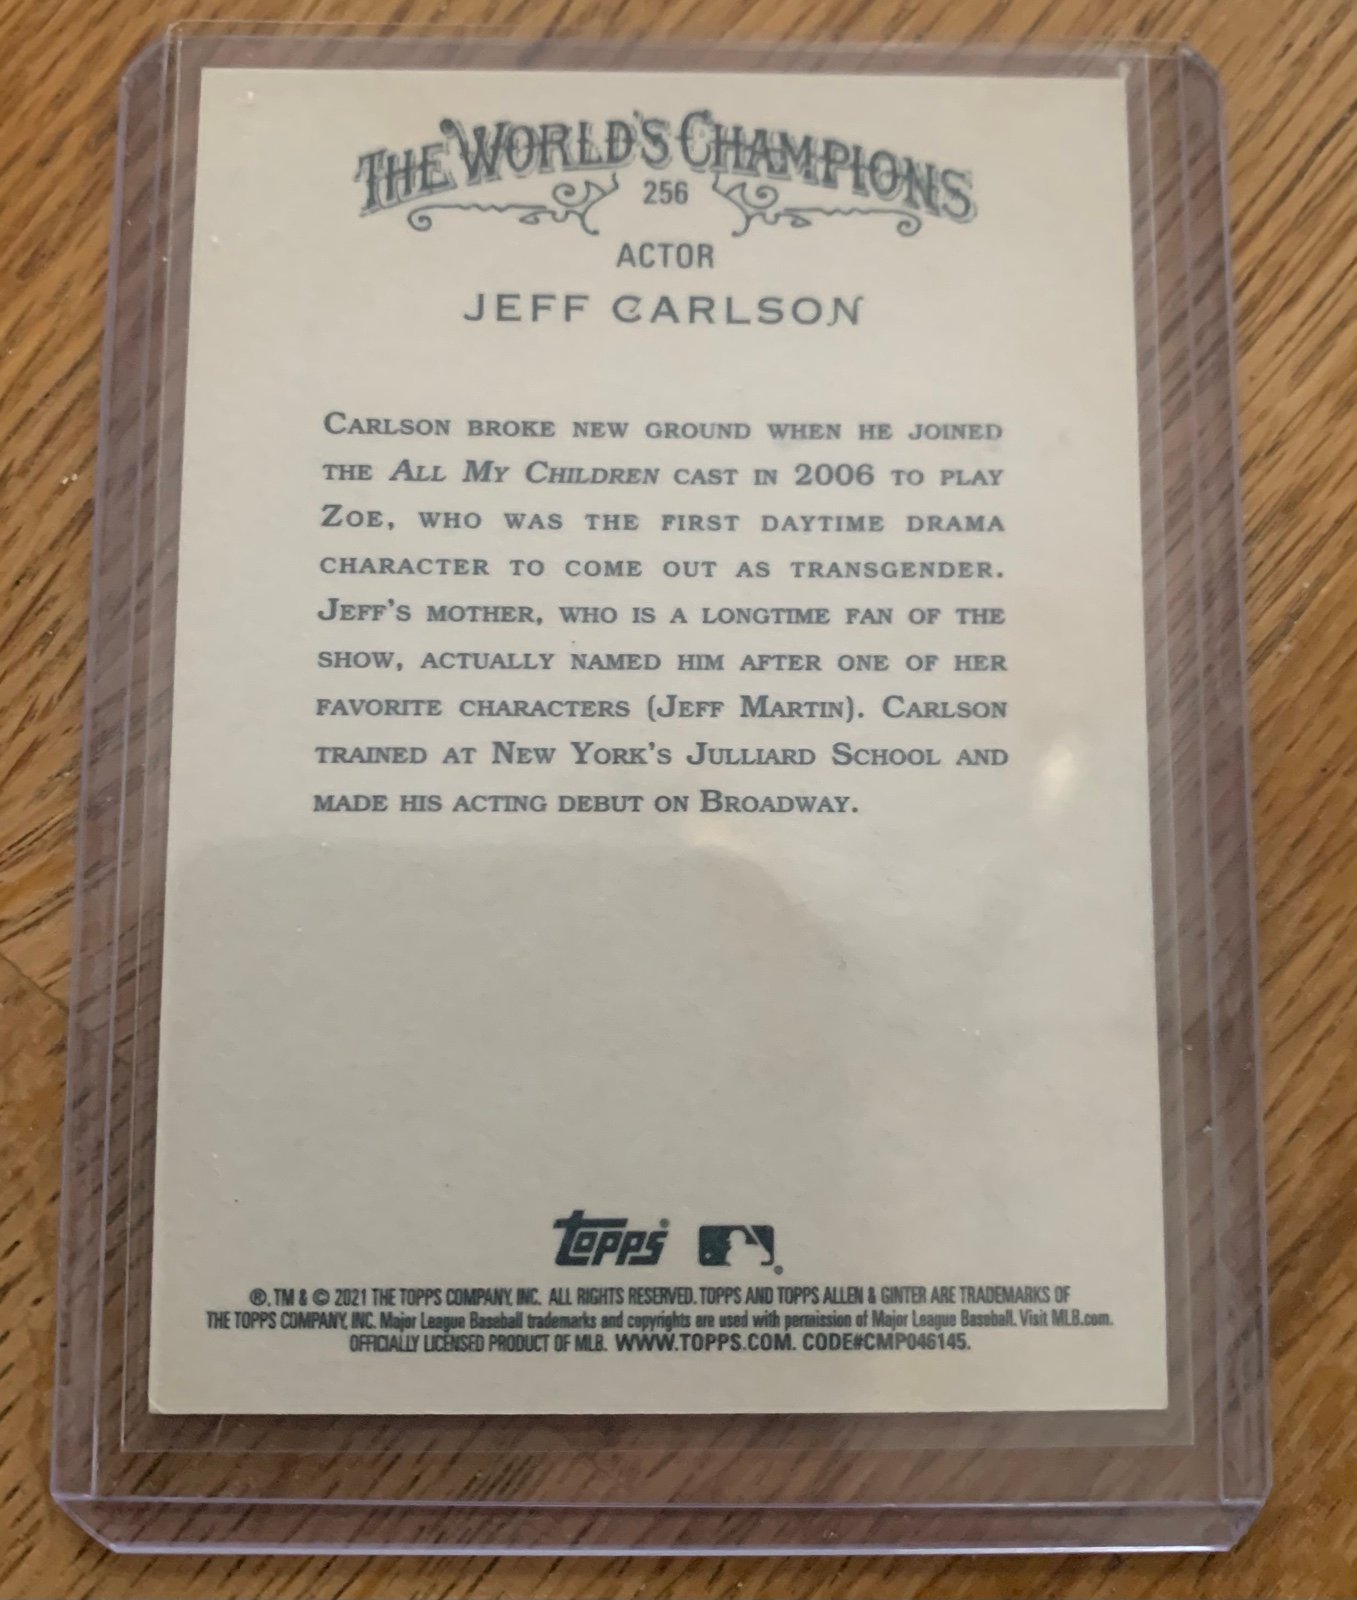 THE WORLD'S CHAMPIONS
256
ACTOR
JEFF CARLSON
CARLSON BROKE NEW GROUND WHEN HE JOINED
THE ALL MY CHILDREN CAST IN 2006 TO PLAY
ZOE, WHO WAS THE FIRST DAYTIME DRAMA
CHARACTER TO COME OUT AS TRANSGENDER.
JEFF'S MOTHER, WHO IS A LONGTIME FAN OF THE
SHOW, ACTUALLY NAMED HIM AFTER ONE OF HER
FAVORITE CHARACTERS (JEFF MARTIN). CARLSON
TRAINED AT NEW YORK'S JULLIARD SCHOOL AND
MADE HIS ACTING DEBUT ON BROADWAY.
topps ®
®, TM & © 2021 THE TOPPS COMPANY, INC. ALL RIGHTS RESERVED. TOPPS AND TOPPS ALLEN & GINTER ARE TRADEMARKS OF
THE TOPPS COMPANY, INC. Major League Baseball trademarks and copyrights are used with permission of Major League Baseball. Visit MLB.com.
OFFICIALLY LICENSED PRODUCT OF MLB. WWW.TOPPS.COM. CODE#CMP046145.